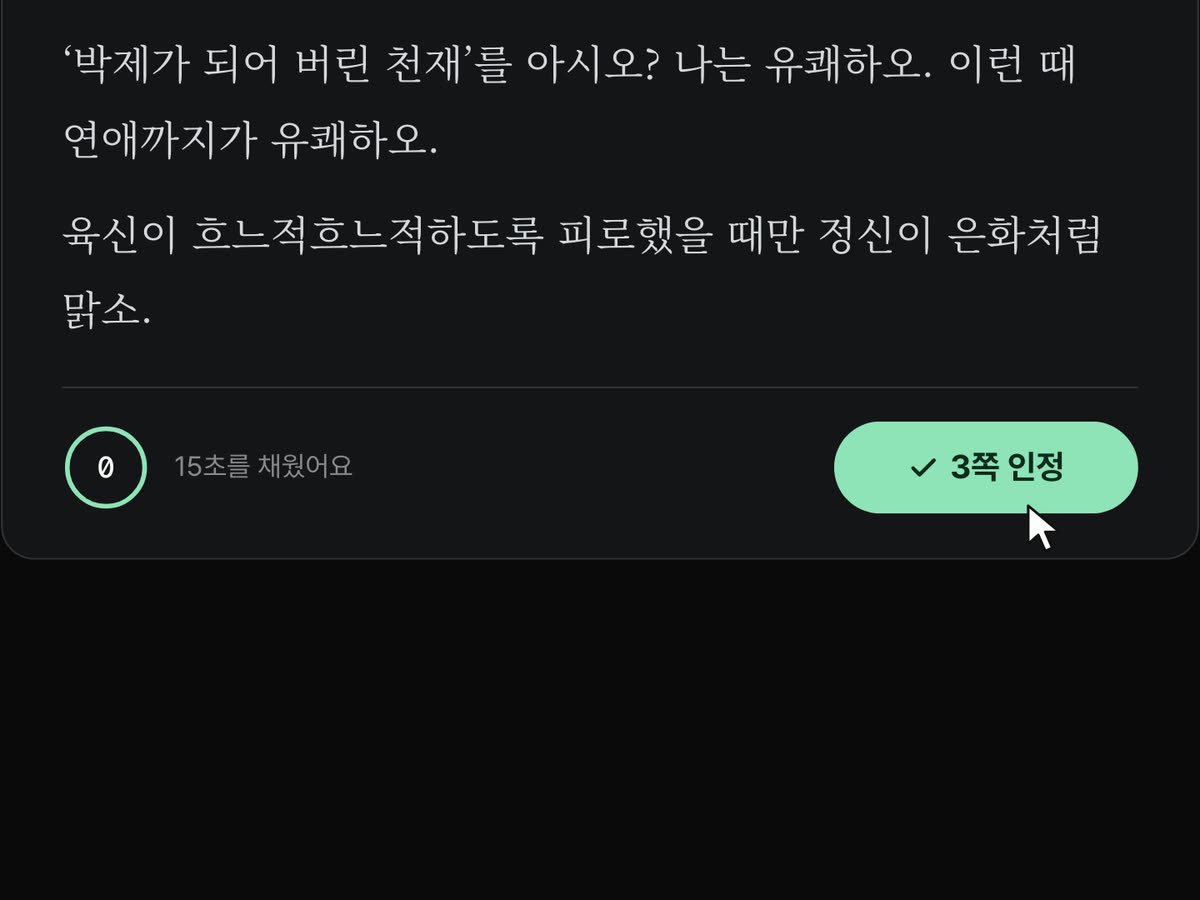 ‘박제가 되어 버린 천재’를 아시오? 나는 유쾌하오. 이런 때
연애까지가 유쾌하오.
육신이 흐느적흐느적하도록 피로했을 때만 정신이 은화처럼
맑소.
0
15초를 채웠어요
3쪽 인정